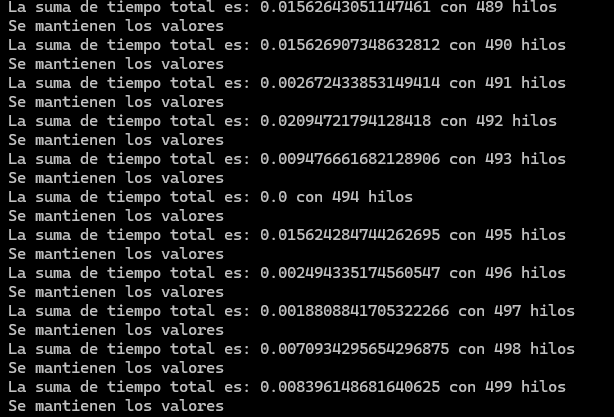 La suma de tiempo total es: 0.01562643051147461 con 489 hilos
Se mantienen los valores
La suma de tiempo total es: 0.015626907348632812 con 490 hilos
Se mantienen los valores
La suma de tiempo total es: 0.002672433853149414 con 491 hilos
Se mantienen los valores
La suma de tiempo total es: 0.02094721794128418 con 492 hilos
Se mantienen los valores
La suma de tiempo total es: 0.009476661682128906 con 493 hilos
Se mantienen los valores
La suma de tiempo total es: 0.0 con 494 hilos
Se mantienen los valores
La suma de tiempo total es: 0.015624284744262695 con 495 hilos
Se mantienen los valores
La suma de tiempo total es: 0.002494335174560547 con 496 hilos
Se mantienen los valores
La suma de tiempo total es: 0.0018808841705322266 con 497 hilos
Se mantienen los valores
La suma de tiempo total es: 0.0070934295654296875 con 498 hilos
Se mantienen los valores
La suma de tiempo total es: 0.008396148681640625 con 499 hilos
Se mantienen los valores